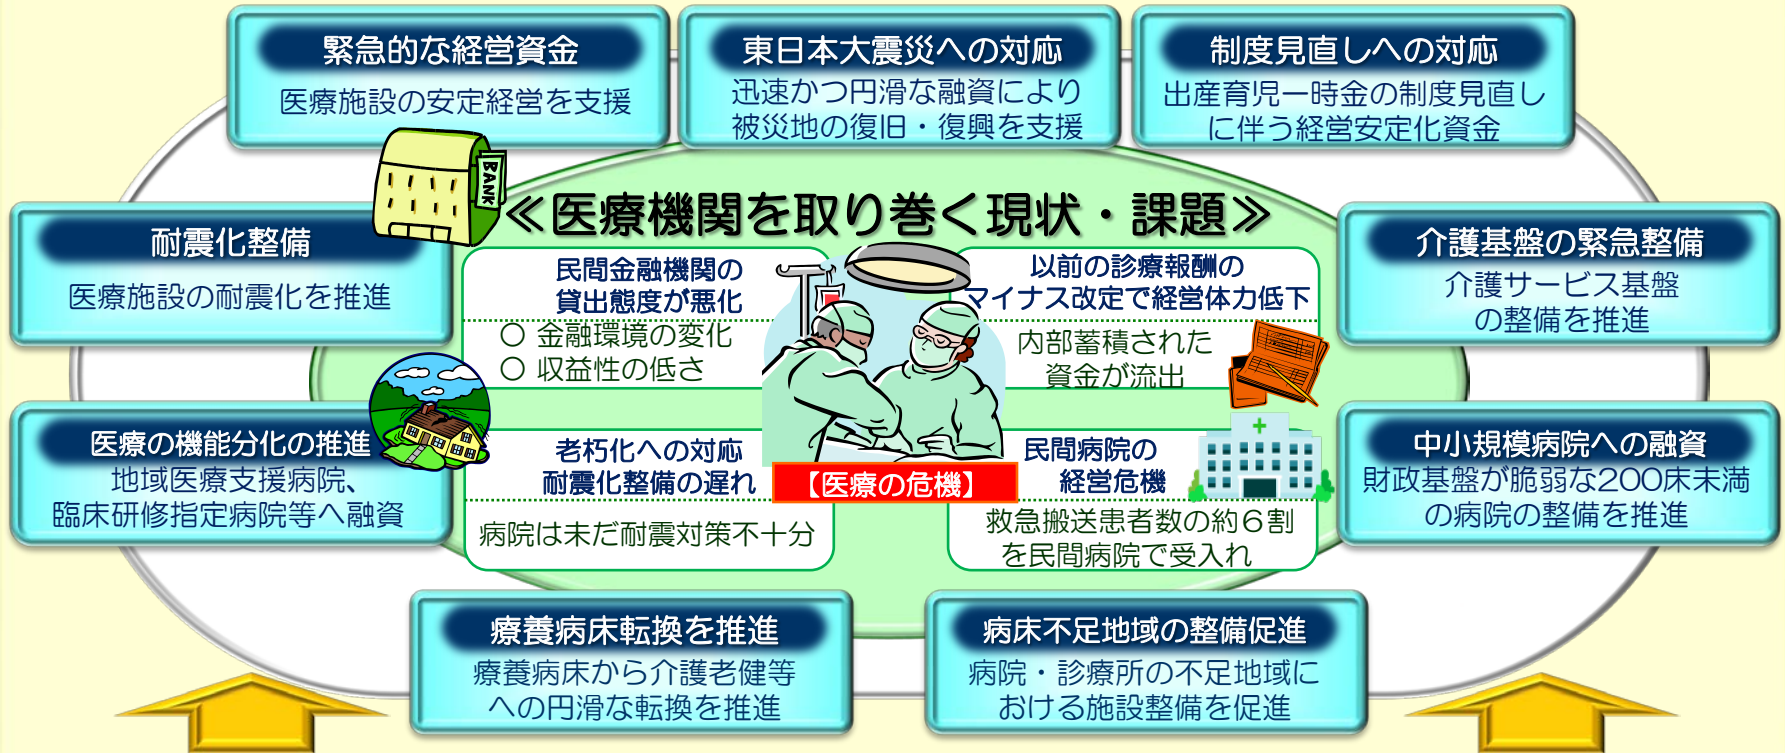 緊急的な経営資金
医療施設の安定経営を支援
東日本大震災への対応
迅速かつ円滑な融資により
被災地の復旧・復興を支援
制度見直しへの対応
出産育児一時金の制度見直し
に伴う経営安定化資金
BANK
≪医療機関を取り巻く現状・課題≫
耐震化整備
医療施設の耐震化を推進
民間金融機関の
貸出態度が悪化
○ 金融環境の変化
○ 収益性の低さ
以前の診療報酬の
マイナス改定で経営体力低下
内部蓄積された
資金が流出
介護基盤の緊急整備
介護サービス基盤
の整備を推進
医療の機能分化の推進
地域医療支援病院、
臨床研修指定病院等へ融資
老朽化への対応
耐震化整備の遅れ
病院は未だ耐震対策不十分
【医療の危機】
民間病院の
経営危機
救急搬送患者数の約6割
を民間病院で受入れ
中小規模病院への融資
財政基盤が脆弱な200床未満
の病院の整備を推進
療養病床転換を推進
療養病床から介護老健等
への円滑な転換を推進
病床不足地域の整備促進
病院・診療所の不足地域に
おける施設整備を促進